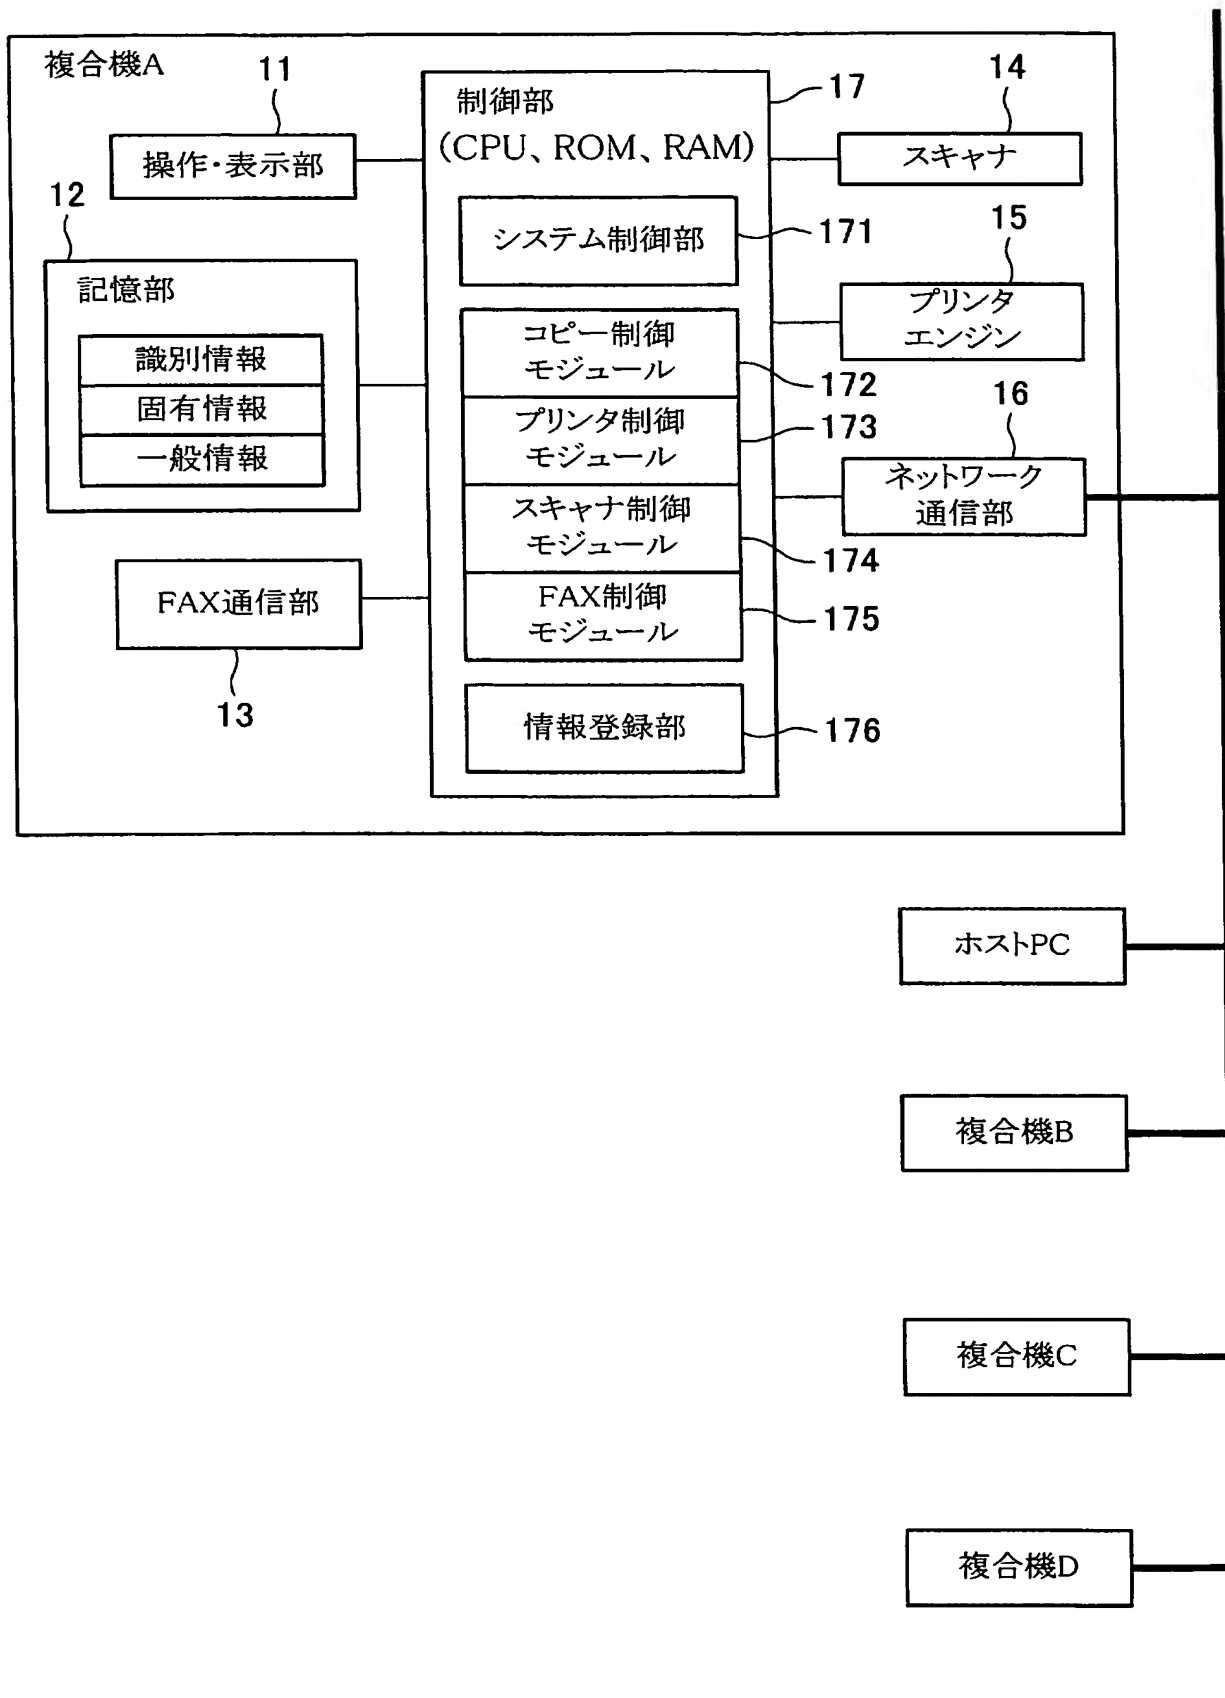 複合機A
11
操作・表示部
12
記憶部
識別情報
固有情報
一般情報
FAX通信部
13
制御部
(CPU、ROM、RAM)
17
システム制御部
171
コピー制御
モジュール
172
プリンタ制御
モジュール
173
スキャナ制御
モジュール
174
FAX制御
モジュール
175
情報登録部
176
14
スキャナ
15
プリンタ
エンジン
16
ネットワーク
通信部
ホストPC
複合機B
複合機C
複合機D